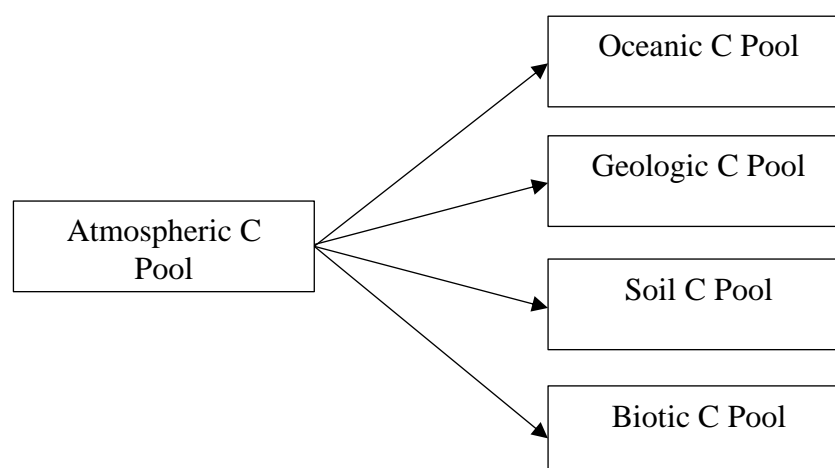 Oceanic C Pool
Geologic C Pool
Atmospheric C
Pool
Soil C Pool
Biotic C Pool